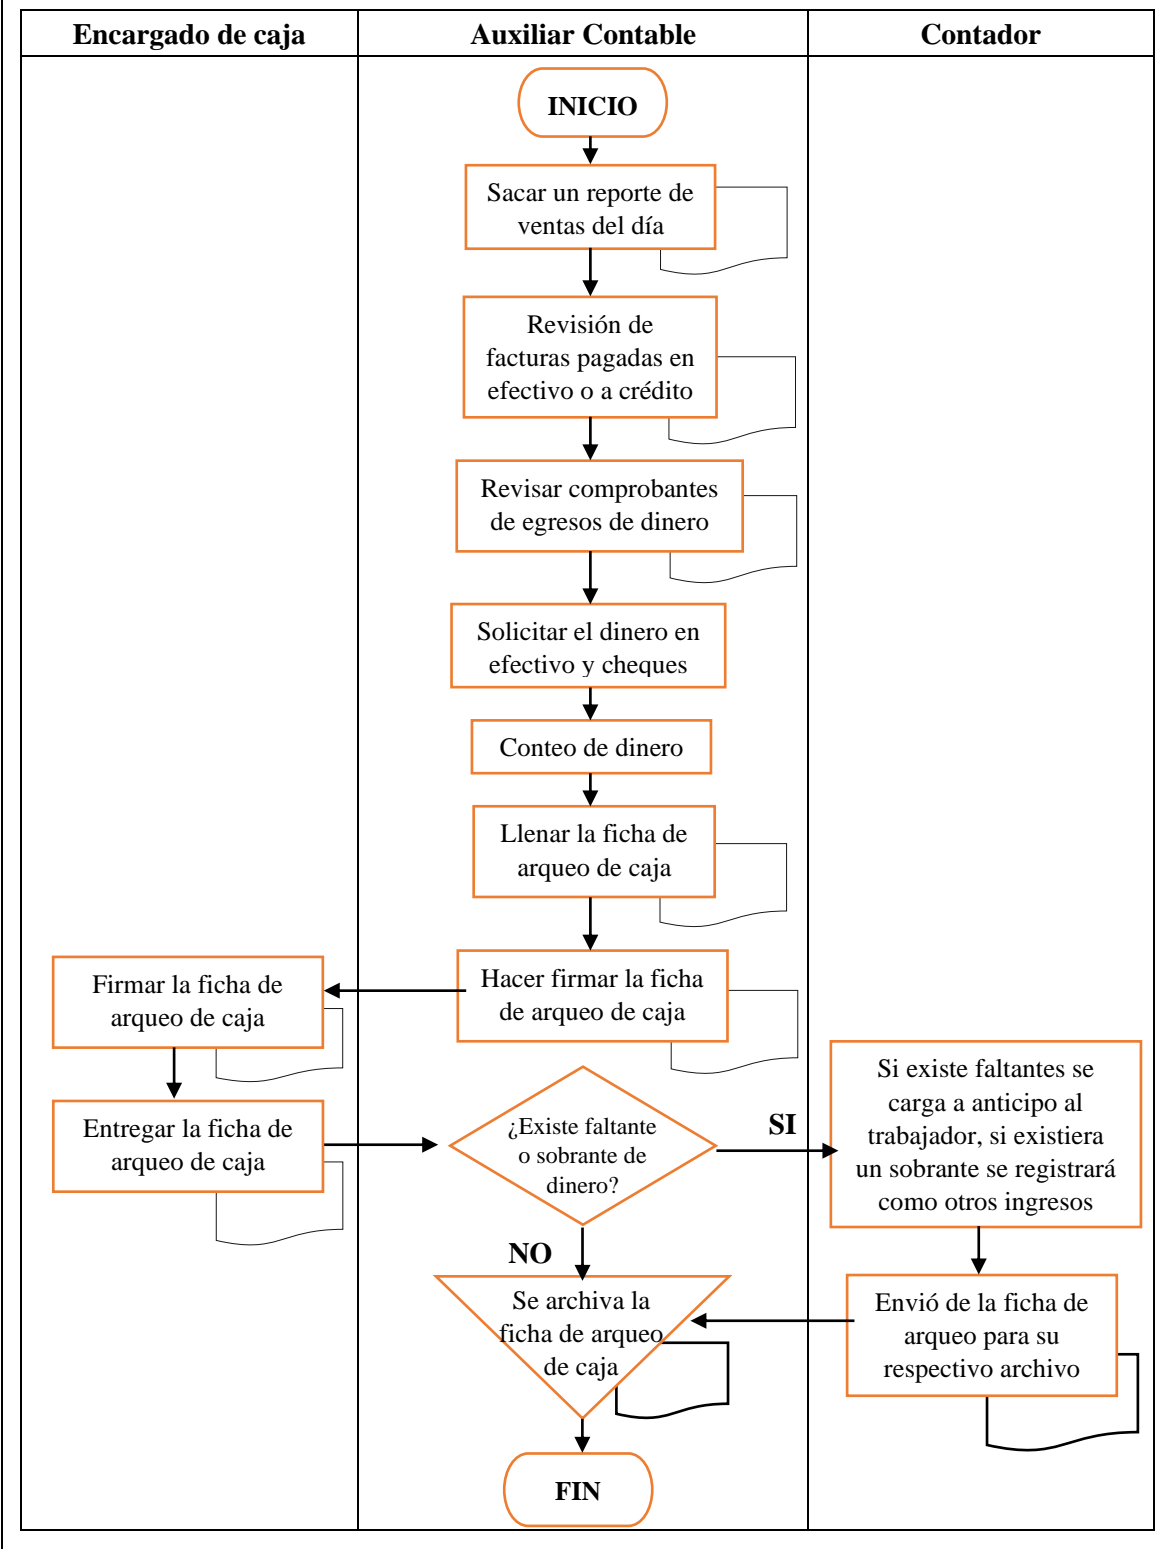 Encargado de caja
Auxiliar Contable
Contador
INICIO
Sacar un reporte de
ventas del día
Revisión de
facturas pagadas en
efectivo o a crédito
Revisar comprobantes
de egresos de dinero
Solicitar el dinero en
efectivo y cheques
Conteo de dinero
Llenar la ficha de
arqueo de caja
Hacer firmar la ficha
de arqueo de caja
Firmar la ficha de
arqueo de caja
Entregar la ficha de
arqueo de caja
¿Existe faltante
o sobrante de
dinero?
SI
Si existe faltantes se
carga a anticipo al
trabajador, si existiera
un sobrante se registrará
como otros ingresos
NO
Envió de la ficha de
arqueo para su
respectivo archivo
Se archiva la
ficha de arqueo
de caja
FIN